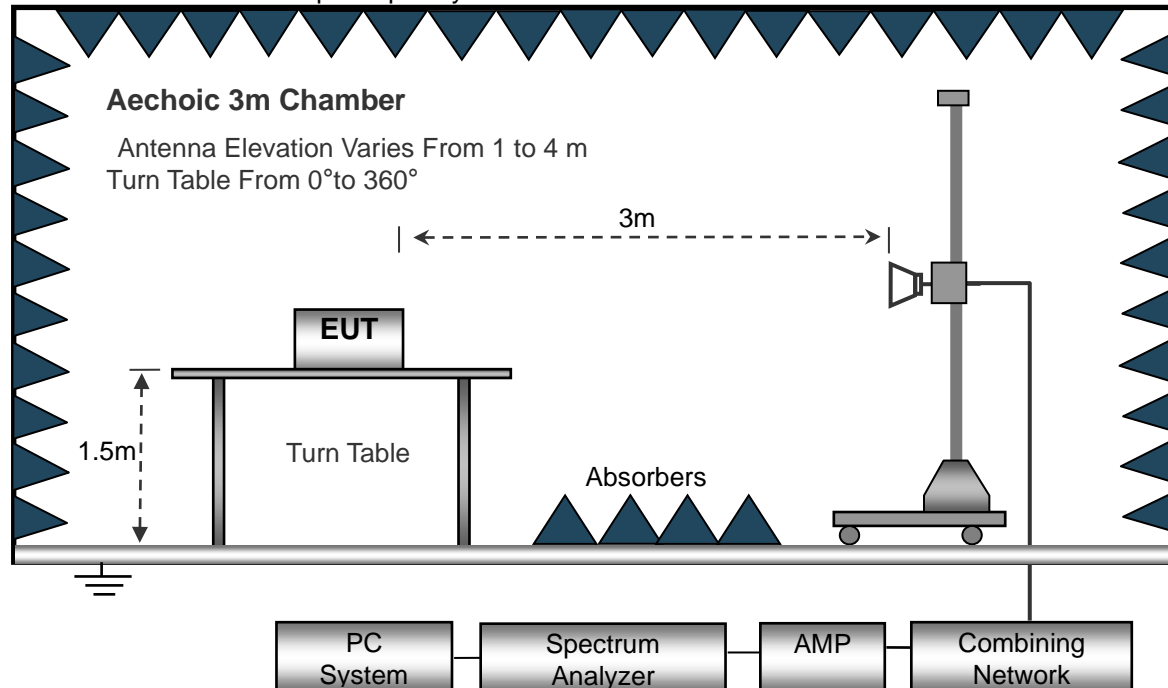 Aechoic 3m Chamber
Antenna Elevation Varies From 1 to 4 m
Turn Table From 0°to 360°
3m
EUT
1.5m
Turn Table
Absorbers
PC
System
Spectrum
Analyzer
AMP
Combining
Network